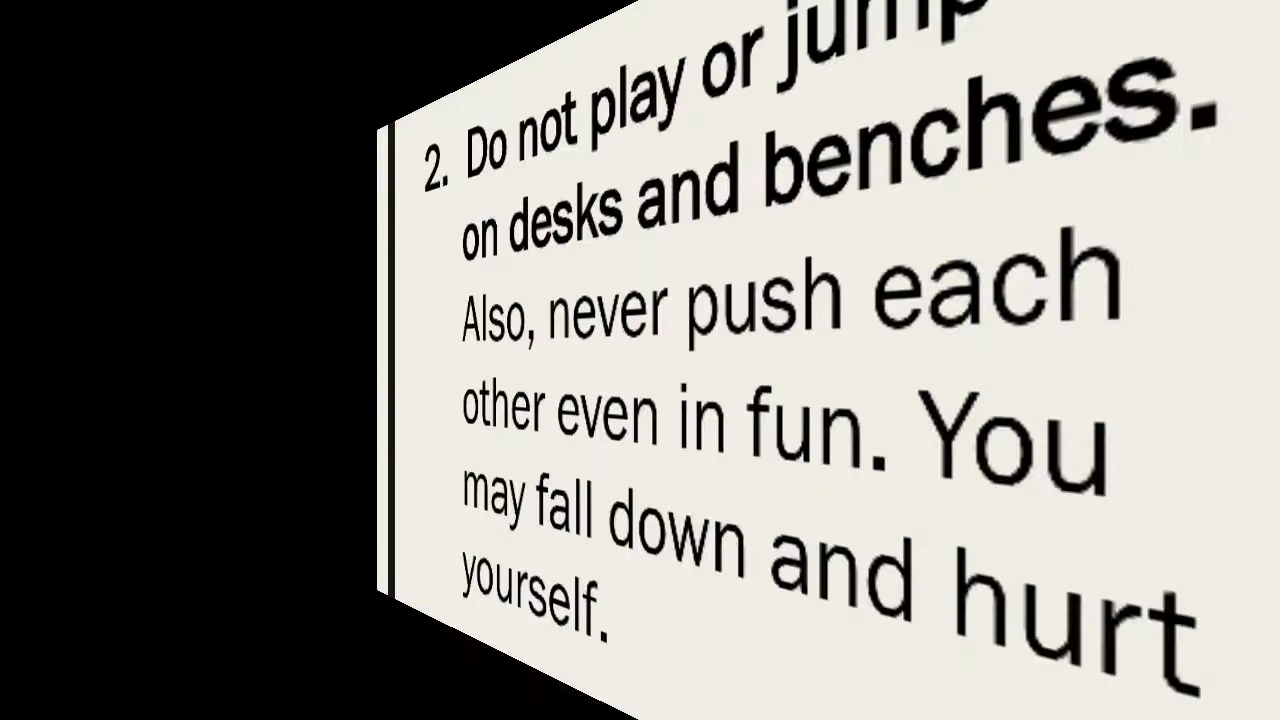 2. Do not play or jump
on desks and benches.
Also, never push each
other even in fun. You
may fall down and hurt
yourself.